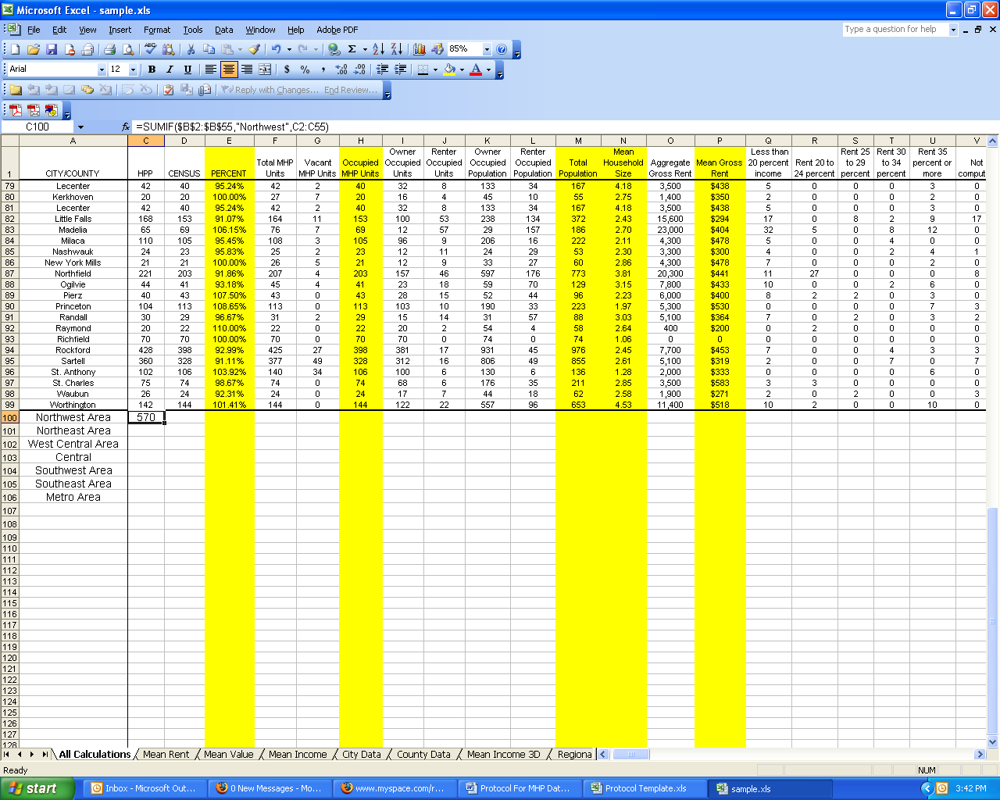 Microsoft Excel - sample.xls
File Edit View Insert Format Tools Data Window Help Adobe PDF Type a question for help
85%
Arial 12 B I U $ % ,
Reply with Changes... End Review...
C100 fx =SUMIF($B$2:$B$55,"Northwest",C2:C55)
A C D E F G H I J K L M N O P Q R S T U V
1 CITY/COUNTY HPP CENSUS PERCENT Total MHP Units Vacant MHP Units Occupied MHP Units Owner Occupied Units Renter Occupied Units Owner Occupied Population Renter Occupied Population Total Population Mean Household Size Aggregate Gross Rent Mean Gross Rent Less than 20 percent income Rent 20 to 24 percent Rent 25 to 29 percent Rent 30 to 34 percent Rent 35 percent or more Not comput
79 Lecenter 42 40 95.24% 42 2 40 32 8 133 34 167 4.18 3,500 $438 5 0 0 0 3 0
80 Kerkhoven 20 20 100.00% 27 7 20 16 4 45 10 55 2.75 1,400 $350 2 0 0 0 2 0
81 Lecenter 42 40 95.24% 42 2 40 32 8 133 34 167 4.18 3,500 $438 5 0 0 0 3 0
82 Little Falls 168 153 91.07% 164 11 153 100 53 238 134 372 2.43 15,600 $294 17 0 8 2 9 17
83 Madelia 65 69 106.15% 76 7 69 12 57 29 157 186 2.70 23,000 $404 32 5 0 8 12 0
84 Milaca 110 105 95.45% 108 3 105 96 9 206 16 222 2.11 4,300 $478 5 0 0 4 0 0
85 Nashwauk 24 23 95.83% 25 2 23 12 11 24 29 53 2.30 3,300 $300 4 0 0 2 4 1
86 New York Mills 21 21 100.00% 26 5 21 12 9 33 27 60 2.86 4,300 $478 7 0 0 0 2 0
87 Northfield 221 203 91.86% 207 4 203 157 46 597 176 773 3.81 20,300 $441 11 27 0 0 0 8
88 Ogilvie 44 41 93.18% 45 4 41 23 18 59 70 129 3.15 7,800 $433 10 0 0 2 6 0
89 Pierz 40 43 107.50% 43 0 43 28 15 52 44 96 2.23 6,000 $400 8 2 2 0 3 0
90 Princeton 104 113 108.65% 113 0 113 103 10 190 33 223 1.97 5,300 $530 0 0 0 0 7 3
91 Randall 30 29 96.67% 31 2 29 15 14 31 57 88 3.03 5,100 $364 7 0 2 0 3 2
92 Raymond 20 22 110.00% 22 0 22 20 2 54 4 58 2.64 400 $200 0 2 0 0 0 0
93 Richfield 70 70 100.00% 70 0 70 70 0 74 0 74 1.06 0 0 0 0 0 0 0 0
94 Rockford 428 398 92.99% 425 27 398 381 17 931 45 976 2.45 7,700 $453 7 0 0 4 3 3
95 Sartell 360 328 91.11% 377 49 328 312 16 806 49 855 2.61 5,100 $319 2 0 0 7 0 7
96 St. Anthony 102 106 103.92% 140 34 106 100 6 130 6 136 1.28 2,000 $333 0 0 0 0 6 0
97 St. Charles 75 74 98.67% 74 0 74 68 6 176 35 211 2.85 3,500 $583 3 3 0 0 0 0
98 Waubun 26 24 92.31% 24 0 24 17 7 44 18 62 2.58 1,900 $271 2 0 2 0 0 3
99 Worthington 142 144 101.41% 144 0 144 122 22 557 96 653 4.53 11,400 $518 10 2 0 0 10 0
100 Northwest Area 570
101 Northeast Area
102 West Central Area
103 Central
104 Southwest Area
105 Southeast Area
106 Metro Area
107
108
109
110
111
112
113
114
115
116
117
118
119
120
121
122
123
124
125
126
127
128
All Calculations Mean Rent Mean Value Mean Income City Data County Data Mean Income 3D Regiona
Ready NUM
start Inbox - Microsoft Out... 0 New Messages - Mo... www.myspace.com/r... Protocol For MHP Dat... Protocol Template.xls sample.xls 3:42 PM